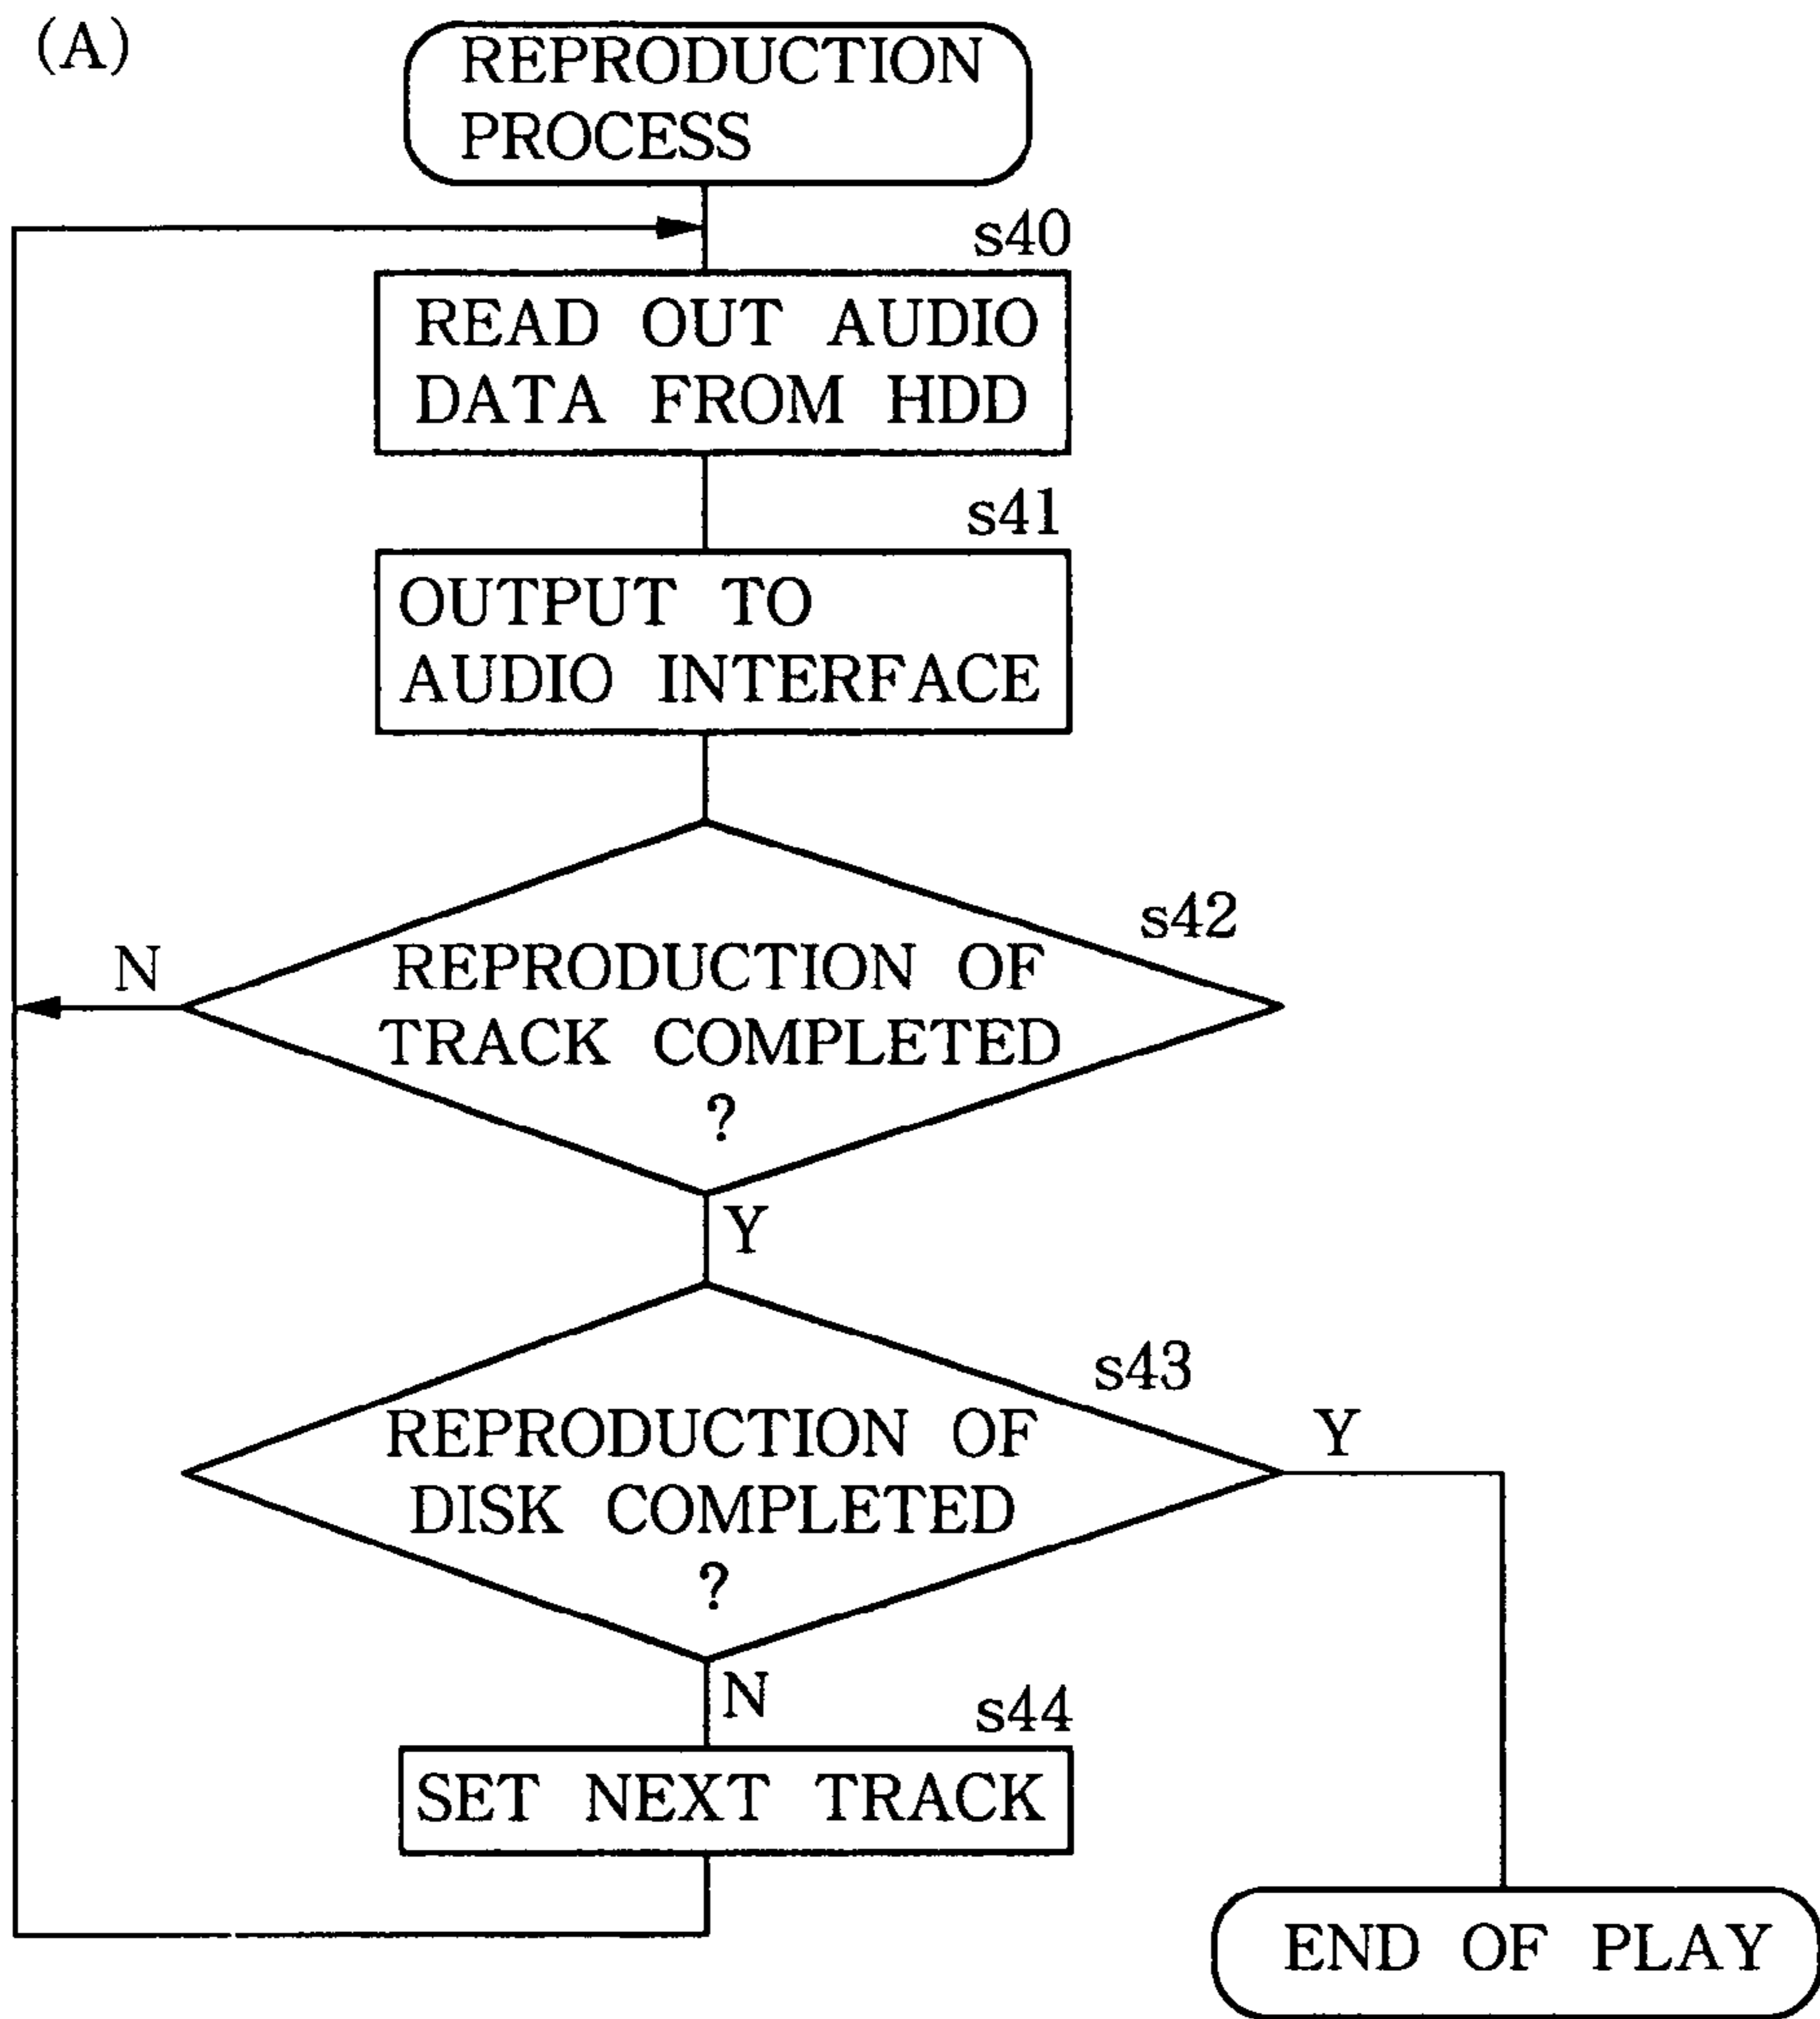 (A)
REPRODUCTION
PROCESS
s40
READ OUT AUDIO
DATA FROM HDD
s41
OUTPUT TO
AUDIO INTERFACE
s42
N
REPRODUCTION OF
TRACK COMPLETED
?
Y
s43
REPRODUCTION OF
DISK COMPLETED
?
Y
N
s44
SET NEXT TRACK
END OF PLAY